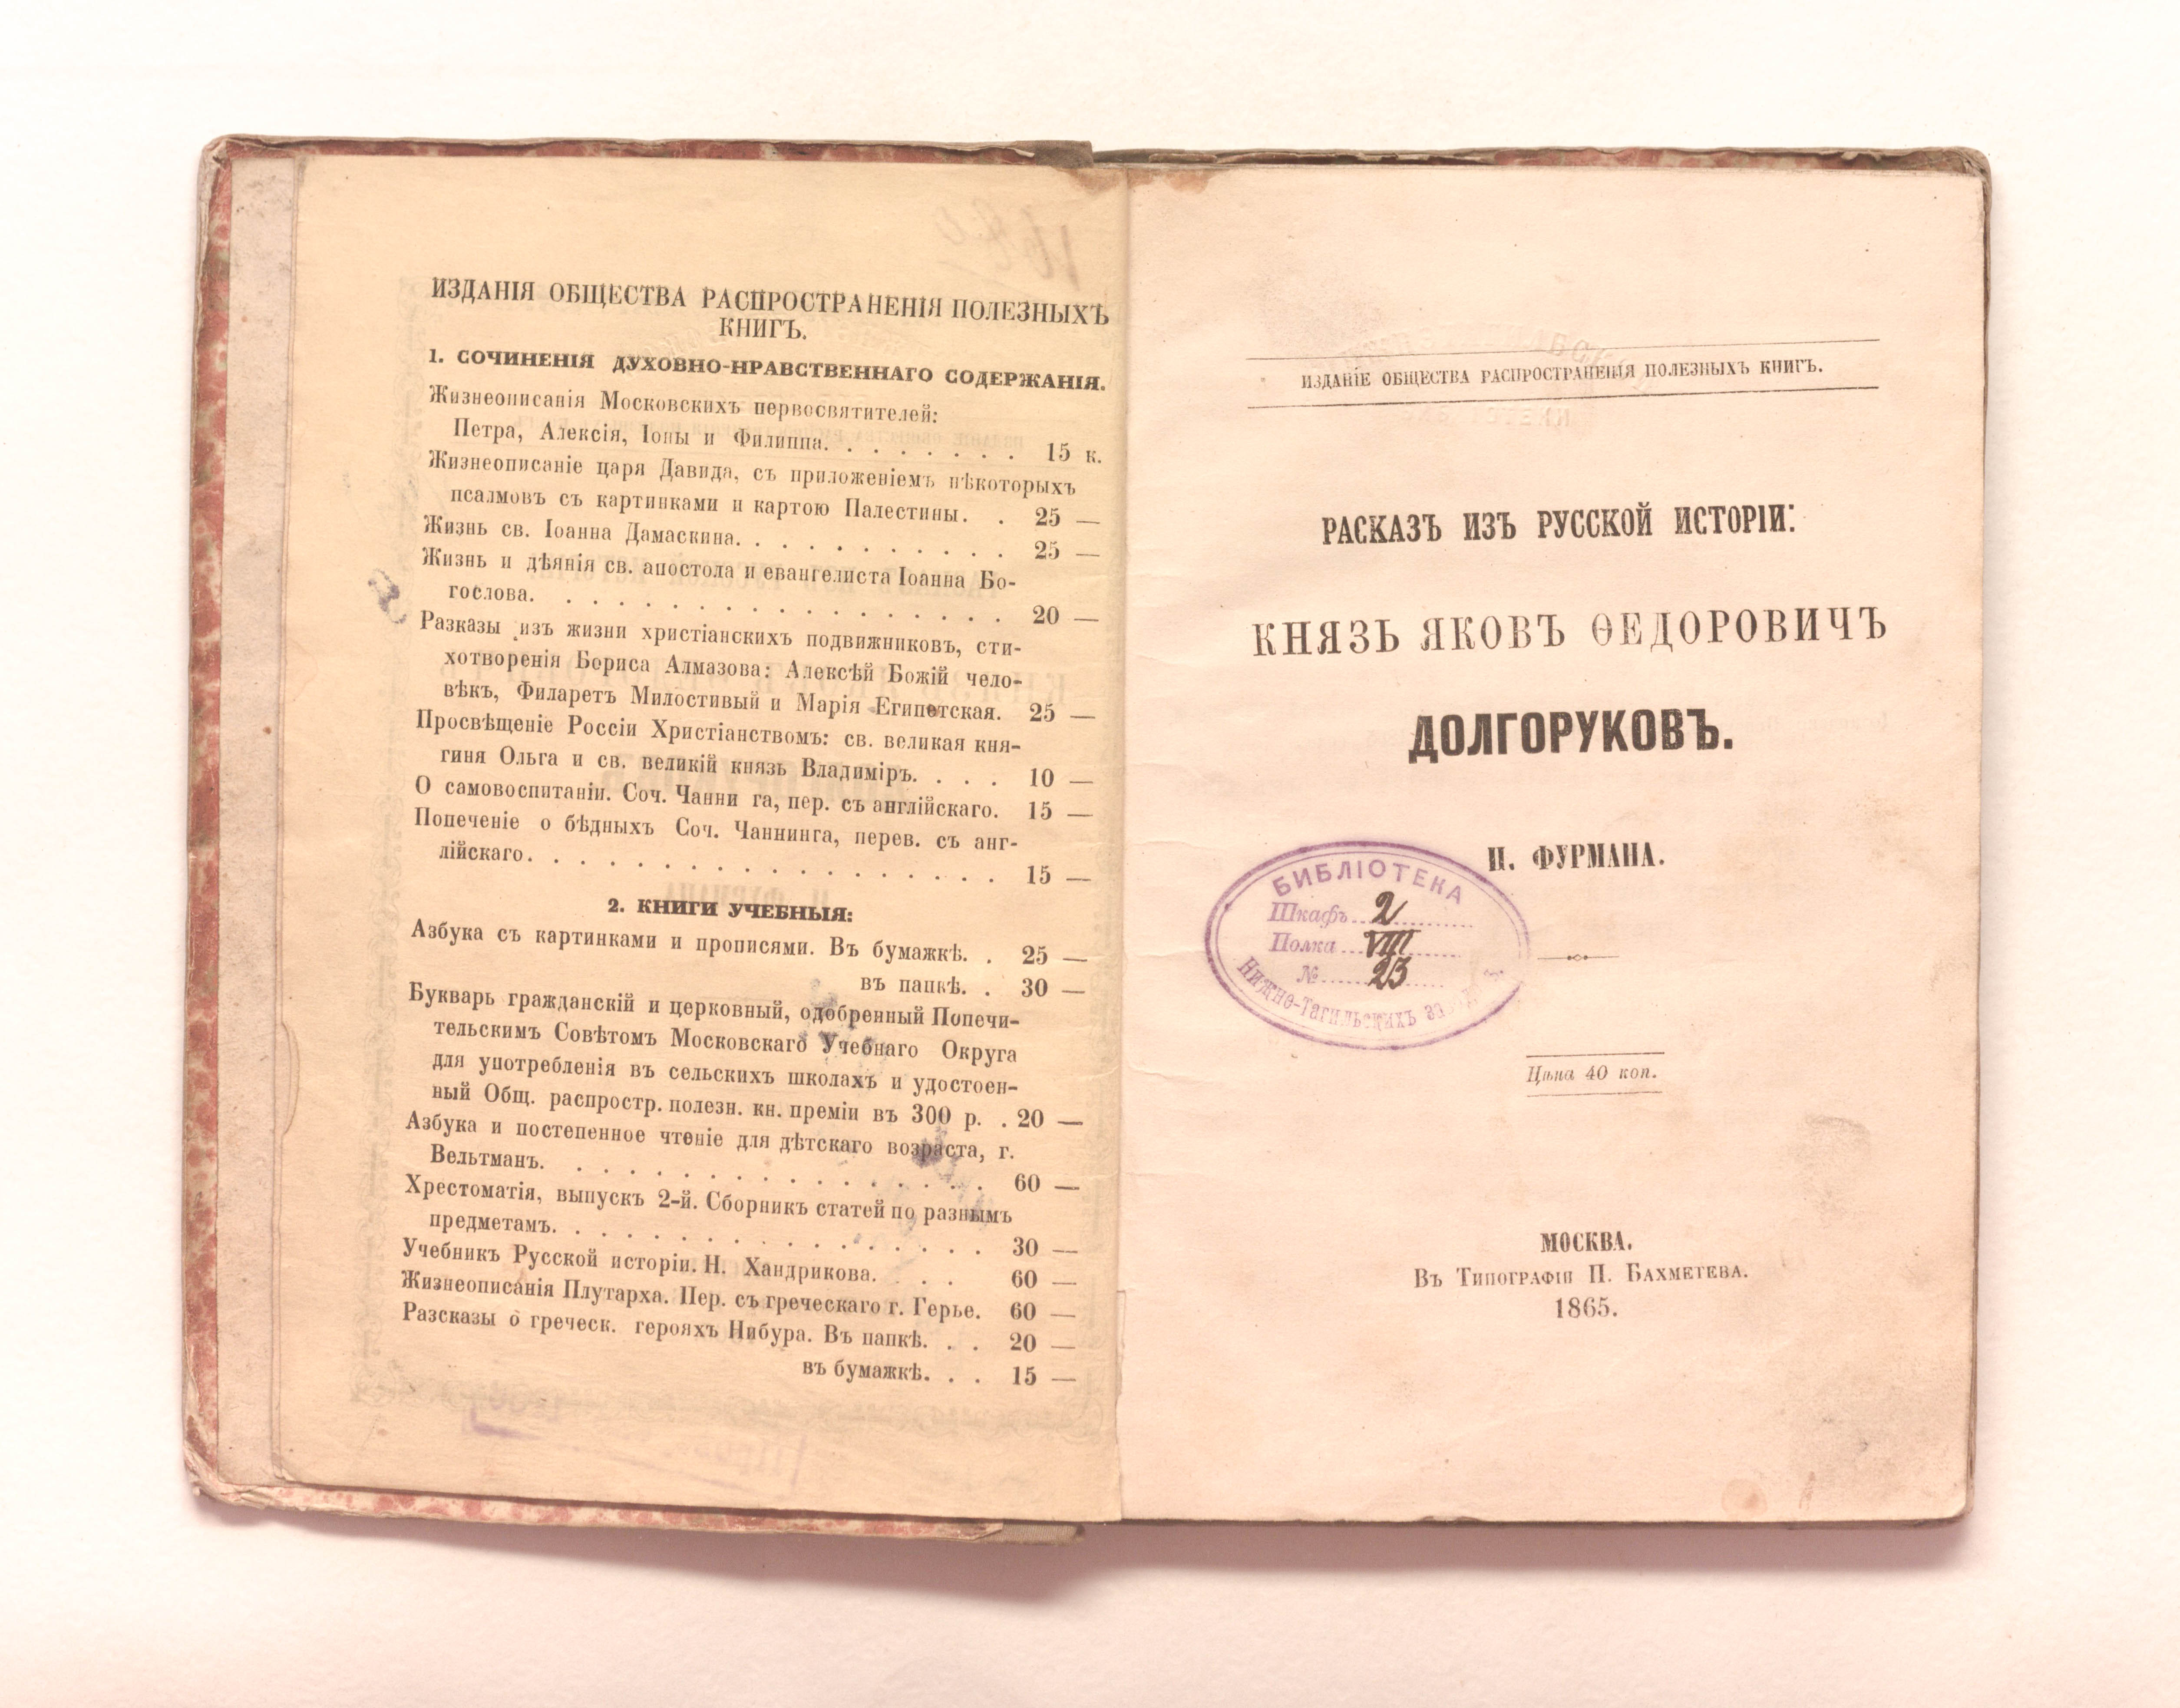 ИЗДАНІЯ ОБЩЕСТВА РАСПРОСТРАНЕНІЯ ПОЛЕЗНЫХЪ
КНИГЪ.
1. СОЧИНЕНІЯ ДУХОВНО-НРАВСТВЕННАГО СОДЕРЖАНІЯ.
Жизнеописанія Московскихъ первосвятителей:
Петра, Алексія, Іоны и Филиппа. . . . . . . . 15 к.
Жизнеописаніе царя Давида, съ приложеніемъ нѣкоторыхъ
псалмовъ съ картинками и картою Палестины. . 25 —
Жизнь св. Іоанна Дамаскина. . . . . . . . . . . 25 —
Жизнь и дѣянія св. апостола и евангелиста Іоанна Бо-
гослова. . . . . . . . . . . . . . . . . . 20 —
Разказы изъ жизни христіанскихъ подвижниковъ, сти-
хотворенія Бориса Алмазова: Алексѣй Божій чело-
вѣкъ, Филаретъ Милостивый и Марія Египетская. 25 —
Просвѣщеніе Россіи Христіанствомъ: св. великая кня-
гиня Ольга и св. великій князь Владиміръ. . . . 10 —
О самовоспитаніи. Соч. Чанни га, пер. съ англійскаго. 15 —
Попеченіе о бѣдныхъ Соч. Чаннинга, перев. съ анг-
лійскаго. . . . . . . . . . . . . . . . . . 15 —
2. КНИГИ УЧЕБНЫЯ:
Азбука съ картинками и прописями. Въ бумажкѣ. . 25 —
въ папкѣ. . 30 —
Букварь гражданскій и церковный, одобренный Попечи-
тельскимъ Совѣтомъ Московскаго Учебнаго Округа
для употребленія въ сельскихъ школахъ и удостоен-
ный Общ. распростр. полезн. кн. преміи въ 300 р. . 20 —
Азбука и постепенное чтеніе для дѣтскаго возраста, г.
Вельтманъ. . . . . . . . . . . . . . . . . 60 —
Хрестоматія, выпускъ 2-й. Сборникъ статей по разнымъ
предметамъ. . . . . . . . . . . . . . . . . 30 —
Учебникъ Русской исторіи. Н. Хандрикова. . . . 60 —
Жизнеописанія Плутарха. Пер. съ греческаго г. Герье. 60 —
Разсказы о греческ. герояхъ Нибура. Въ папкѣ. . . 20 —
въ бумажкѣ. . . 15 —
ИЗДАНІЕ ОБЩЕСТВА РАСПРОСТРАНЕНІЯ ПОЛЕЗНЫХЪ КНИГЪ.
РАСКАЗЪ ИЗЪ РУССКОЙ ИСТОРІИ:
КНЯЗЬ ЯКОВЪ ѲЕДОРОВИЧЪ
ДОЛГОРУКОВЪ.
П. ФУРМАНА.
БИБЛІОТЕКА
Шкафъ 2
Полка VIII
№ 23
Нижно-Тагильскихъ
Цѣна 40 коп.
МОСКВА.
Въ Типографіи П. Бахметева.
1865.